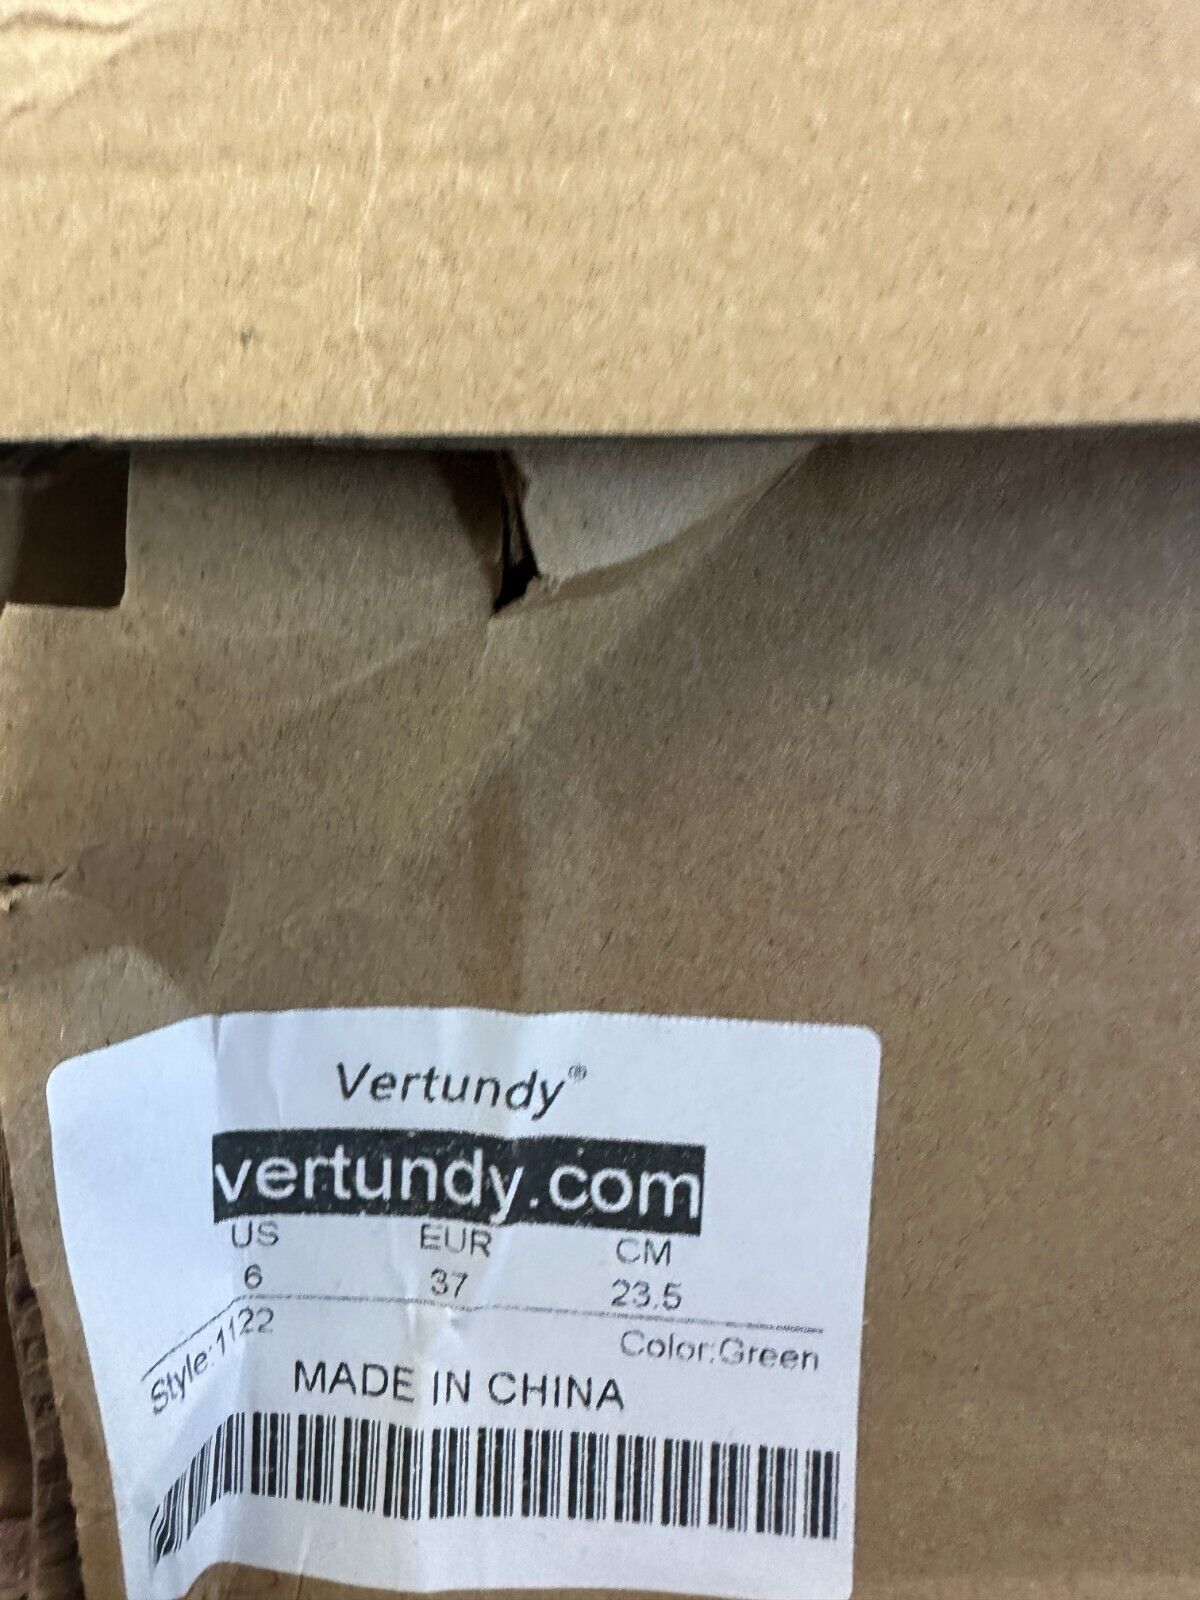 Vertundy®
vertundy.com
US EUR CM
6 37 23.5
Style:1122 Color:Green
MADE IN CHINA